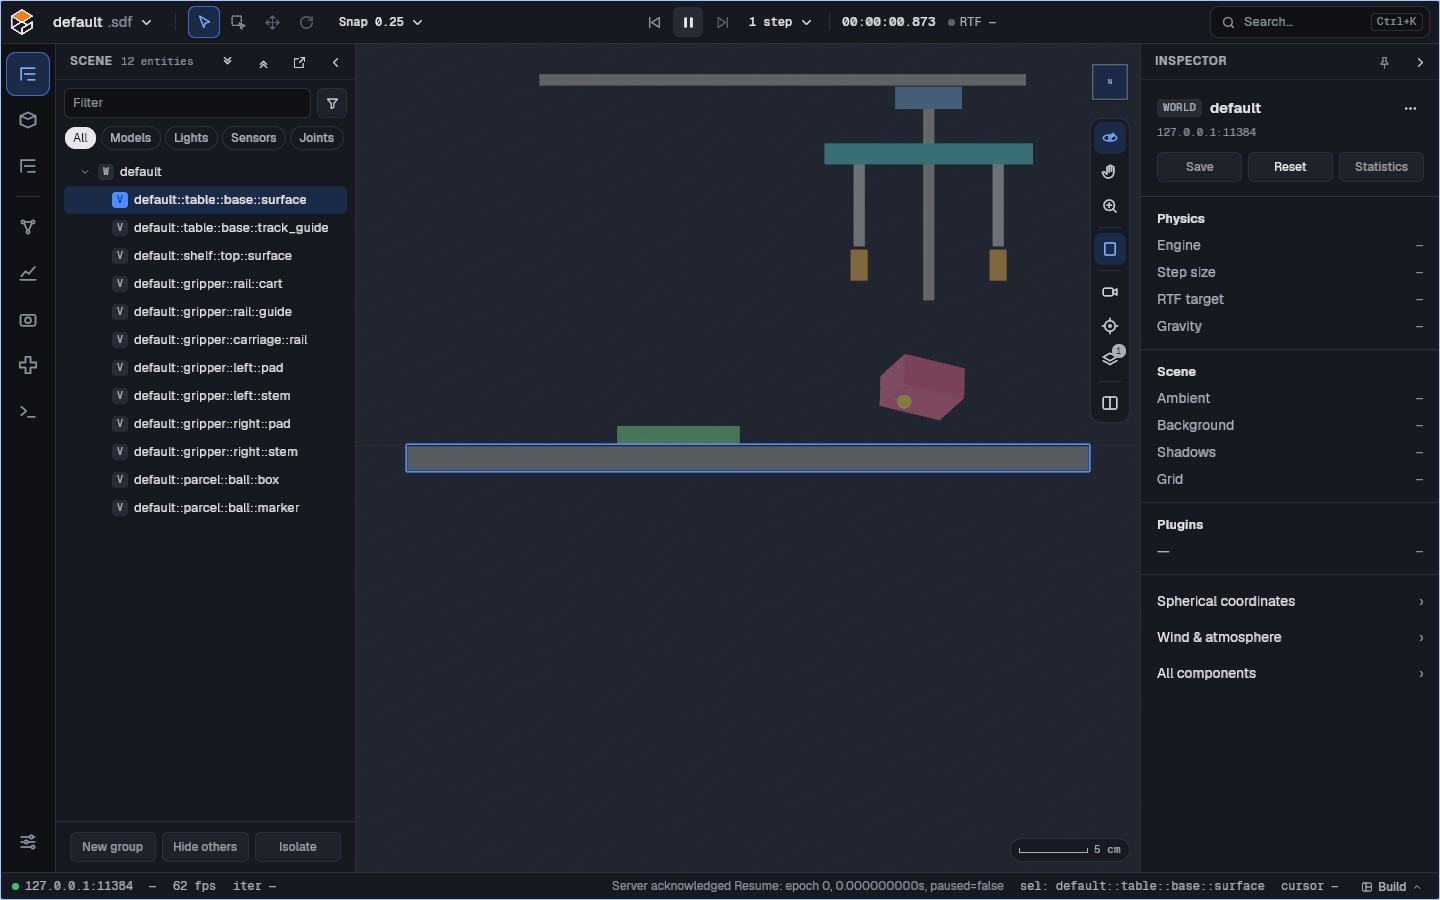 default .sdf
Snap 0.25
1 step
00:00:00.873
RTF –
Search...
Ctrl+K
SCENE 12 entities
Filter
All
Models
Lights
Sensors
Joints
W default
V default::table::base::surface
V default::table::base::track_guide
V default::shelf::top::surface
V default::gripper::rail::cart
V default::gripper::rail::guide
V default::gripper::carriage::rail
V default::gripper::left::pad
V default::gripper::left::stem
V default::gripper::right::pad
V default::gripper::right::stem
V default::parcel::ball::box
V default::parcel::ball::marker
New group
Hide others
Isolate
N
1
5 cm
INSPECTOR
WORLD default
127.0.0.1:11384
Save
Reset
Statistics
Physics
Engine –
Step size –
RTF target –
Gravity –
Scene
Ambient –
Background –
Shadows –
Grid –
Plugins
— –
Spherical coordinates
Wind & atmosphere
All components
127.0.0.1:11384 – 62 fps iter –
Server acknowledged Resume: epoch 0, 0.000000000s, paused=false
sel: default::table::base::surface
cursor –
Build